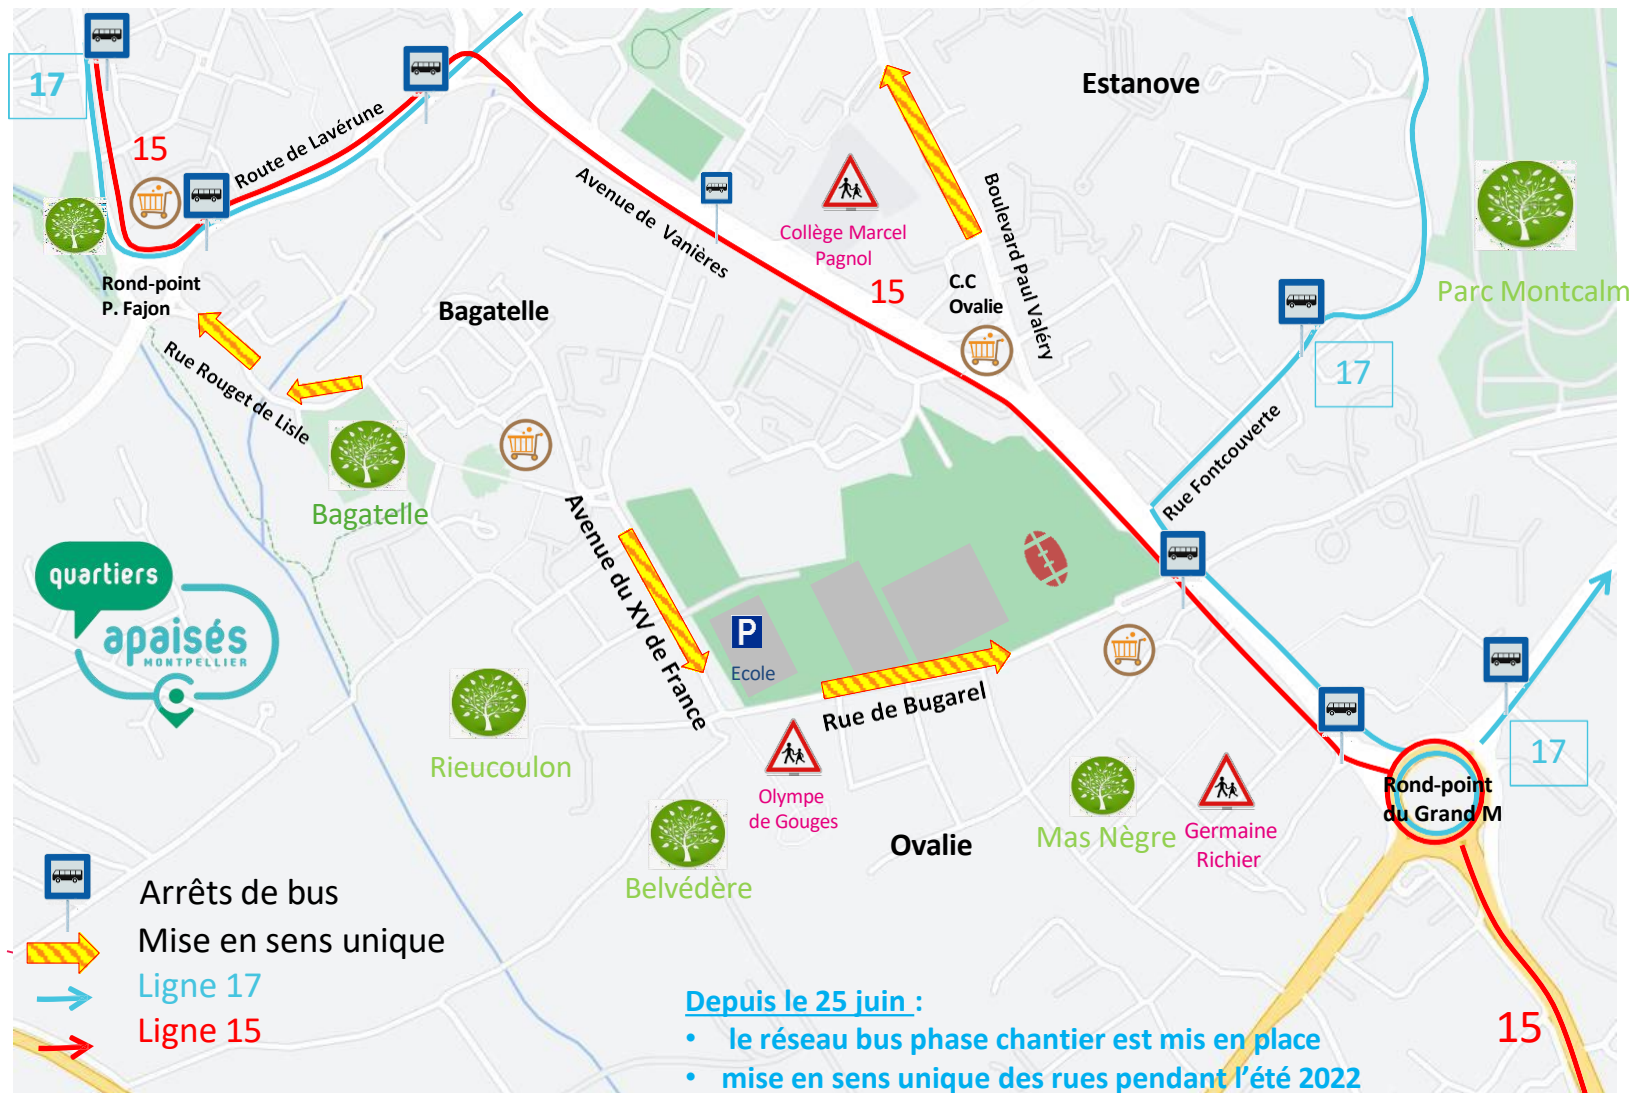 17
15
Route de Lavérune
Estanove
Avenue de Vanières
Collège Marcel
Pagnol
15
Boulevard Paul Valéry
C.C
Ovalie
Parc Montcalm
Rond-point
P. Fajon
Bagatelle
17
Rue Rouget de Lisle
Rue Fontcouverte
Bagatelle
Avenue du XV de France
quartiers
apaisés
MONTPELLIER
P
Ecole
Rue de Bugarel
Rieucoulon
Olympe
de Gouges
17
Rond-point
du Grand M
Mas Nègre
Germaine
Richier
Ovalie
Belvédère
Arrêts de bus
Mise en sens unique
Ligne 17
Ligne 15
Depuis le 25 juin :
• le réseau bus phase chantier est mis en place
• mise en sens unique des rues pendant l'été 2022
15